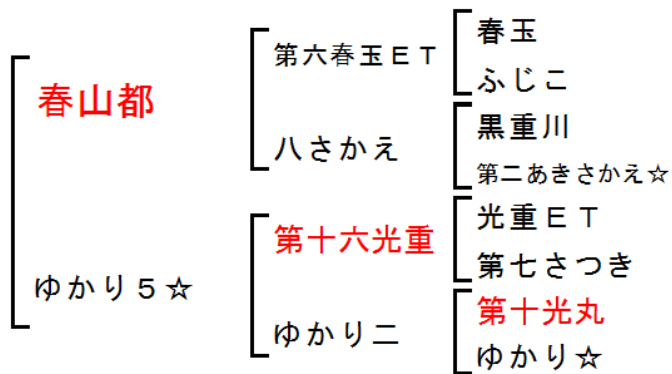 春山都
ゆかり５☆
第六春玉ＥＴ
八さかえ
第十六光重
ゆかり二
春玉
ふじこ
黒重川
第二あきさかえ☆
光重ＥＴ
第七さつき
第十光丸
ゆかり☆